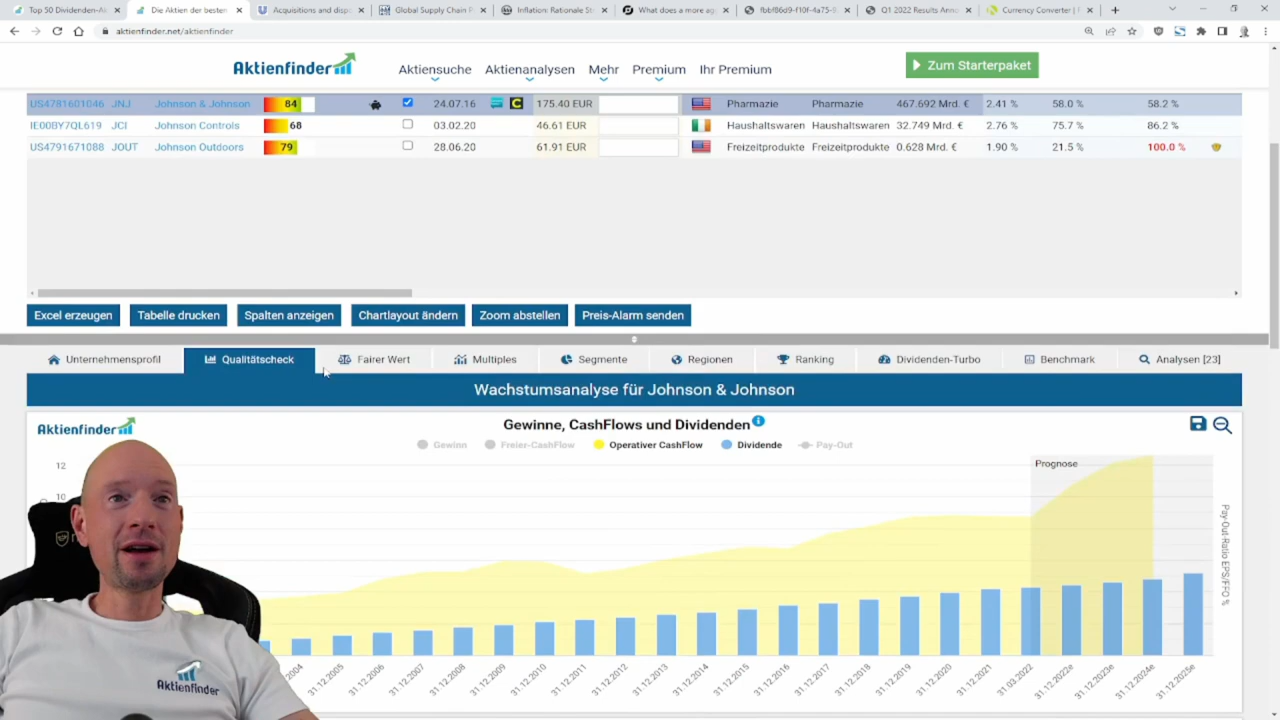 Top 50 Dividenden-Al
Die Aktien der besten
Acquisitions and dispo
Global Supply Chain P
Inflation: Rationale St
What does a more ag
fbbf86d9-f10f-4a75-9
Q1 2022 Results Anno
Currency Converter | F
aktienfinder.net/aktienfinder
Aktienfinder
Aktiensuche Aktienanalysen Mehr Premium Ihr Premium
Zum Starterpaket
US4781601046 JNJ Johnson & Johnson 84 24.07.16 C 175.40 EUR Pharmazie Pharmazie 467.692 Mrd. € 2.41 % 58.0 % 58.2 %
IE00BY7QL619 JCI Johnson Controls 68 03.02.20 46.61 EUR Haushaltswaren Haushaltswaren 32.749 Mrd. € 2.76 % 75.7 % 86.2 %
US4791671088 JOUT Johnson Outdoors 79 28.06.20 61.91 EUR Freizeitprodukte Freizeitprodukte 0.628 Mrd. € 1.90 % 21.5 % 100.0 %
Excel erzeugen Tabelle drucken Spalten anzeigen Chartlayout ändern Zoom abstellen Preis-Alarm senden
Unternehmensprofil Qualitätscheck Fairer Wert Multiples Segmente Regionen Ranking Dividenden-Turbo Benchmark Analysen [23]
Wachstumsanalyse für Johnson & Johnson
Aktienfinder
Gewinne, CashFlows und Dividenden
Gewinn Freier-CashFlow Operativer CashFlow Dividende Pay-Out
12
10
Prognose
Pay-Out-Ratio EPS/FFO %
2004
31.12.2005
31.12.2006
31.12.2007
31.12.2008
31.12.2009
31.12.2010
31.12.2011
31.12.2012
31.12.2013
31.12.2014
31.12.2015
31.12.2016
31.12.2017
31.12.2018
31.12.2019
31.12.2020
31.12.2021
31.03.2022
31.12.2022e
31.12.2023e
31.12.2024e
31.12.2025e
Aktienfinder